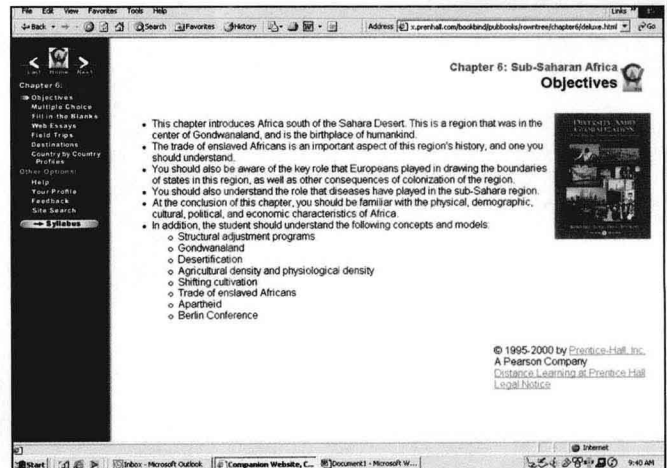 File View Favorites Tools Help
Links
Back Search Favorites History
Address x.prenhall.com/bookbind/pubbooks/rowntree/chapter6/deluxe.html Go
Last Home Next
Chapter 6:
Objectives
Multiple Choice
Fill in the Blanks
Web Essays
Field Trips
Destinations
Country by Country
Profiles
Other Options:
Help
Your Profile
Feedback
Site Search
Syllabus
Chapter 6: Sub-Saharan Africa
Objectives
• This chapter introduces Africa south of the Sahara Desert. This is a region that was in the
center of Gondwanaland, and is the birthplace of humankind.
• The trade of enslaved Africans is an important aspect of this region's history, and one you
should understand.
• You should also be aware of the key role that Europeans played in drawing the boundaries
of states in this region, as well as other consequences of colonization of the region.
• You should also understand the role that diseases have played in the sub-Sahara region.
• At the conclusion of this chapter, you should be familiar with the physical, demographic,
cultural, political, and economic characteristics of Africa.
• In addition, the student should understand the following concepts and models:
o Structural adjustment programs
o Gondwanaland
o Desertification
o Agricultural density and physiological density
o Shifting cultivation
o Trade of enslaved Africans
o Apartheid
o Berlin Conference
DIVERSITY AMID
GLOBALIZATION
© 1995-2000 by Prentice-Hall, Inc.
A Pearson Company
Distance Learning at Prentice Hall
Legal Notice
Internet
Start Inbox - Microsoft Outlook Companion Website, C... Document1 - Microsoft W... 9:40 AM